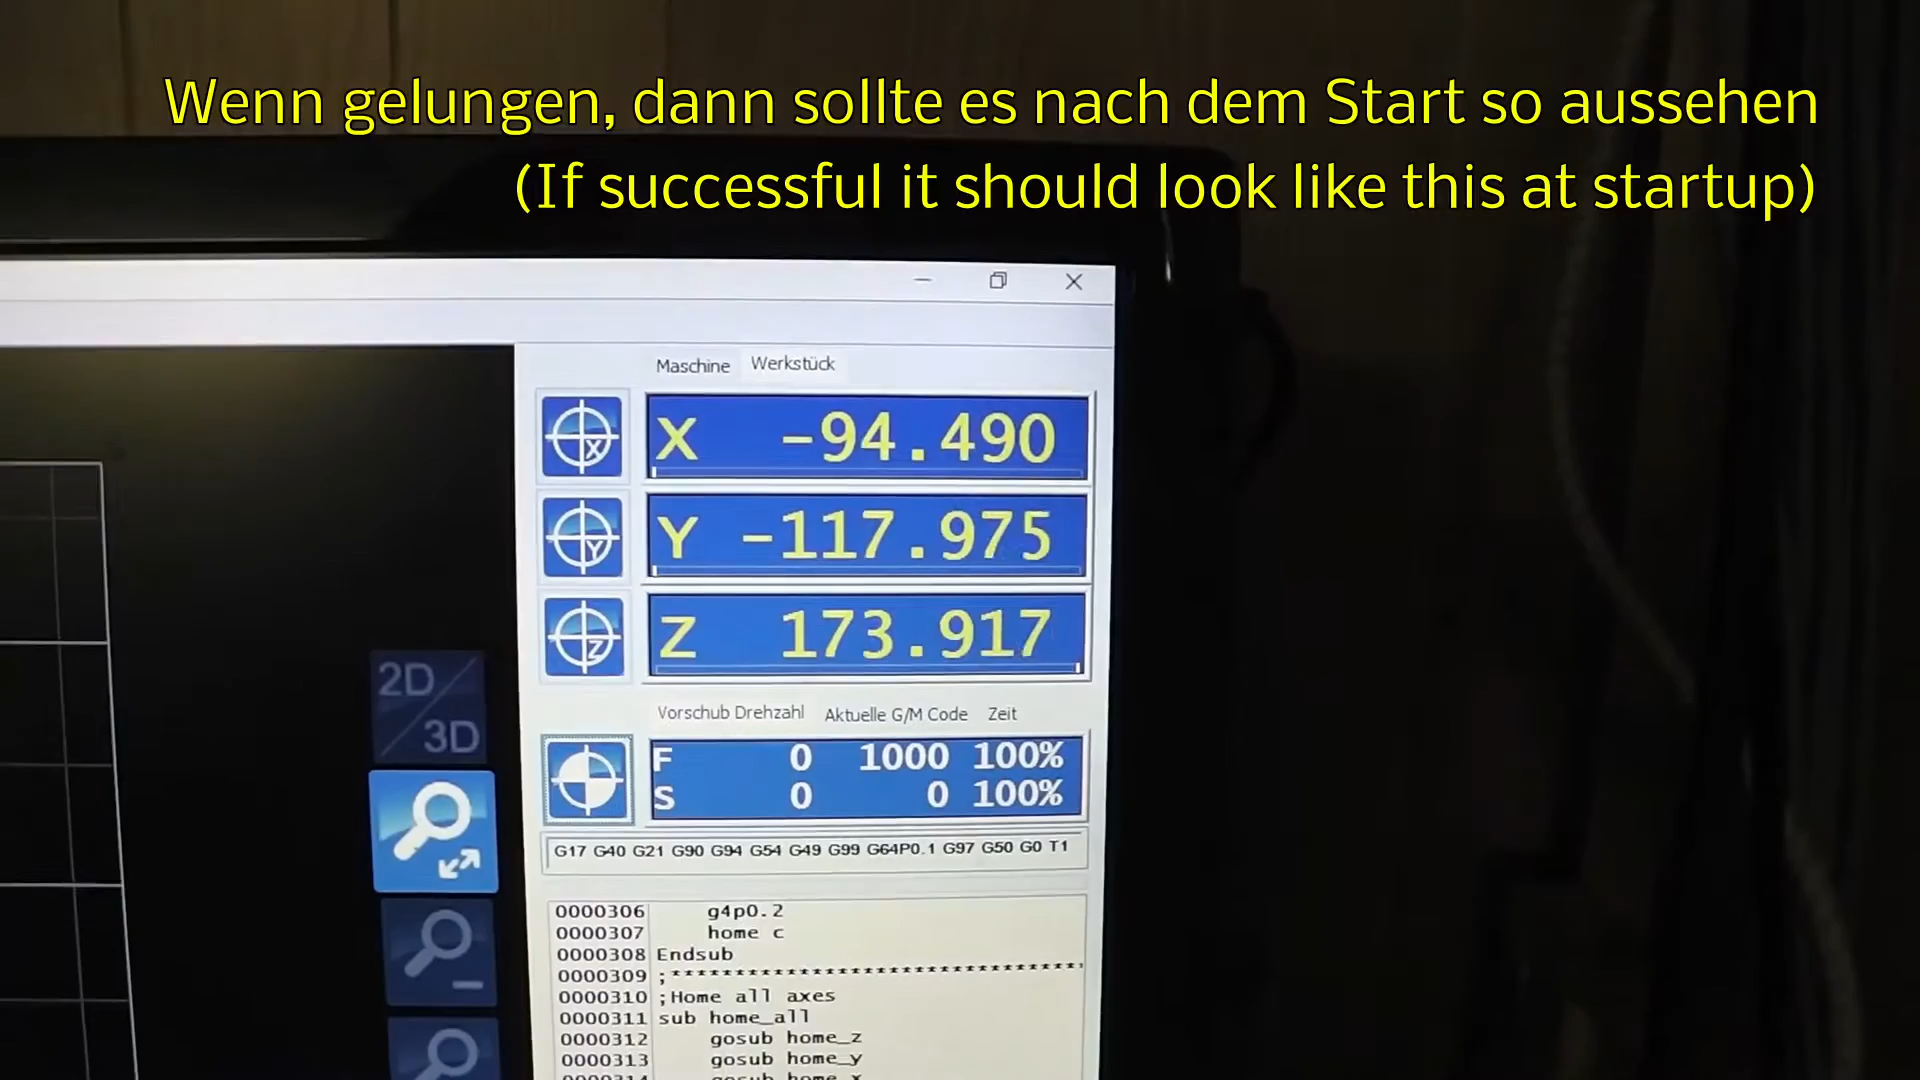 Wenn gelungen, dann sollte es nach dem Start so aussehen
(If successful it should look like this at startup)
Maschine Werkstück
X -94.490
Y -117.975
Z 173.917
2D/3D
Vorschub Drehzahl Aktuelle G/M Code Zeit
F 0 1000 100%
S 0 0 100%
G17 G40 G21 G90 G94 G54 G49 G99 G64P0.1 G97 G50 G0 T1
0000306 g4p0.2
0000307 home c
0000308 Endsub
0000309 ;*********************************
0000310 ;Home all axes
0000311 sub home_all
0000312 gosub home_z
0000313 gosub home_y
0000314 gosub home_x